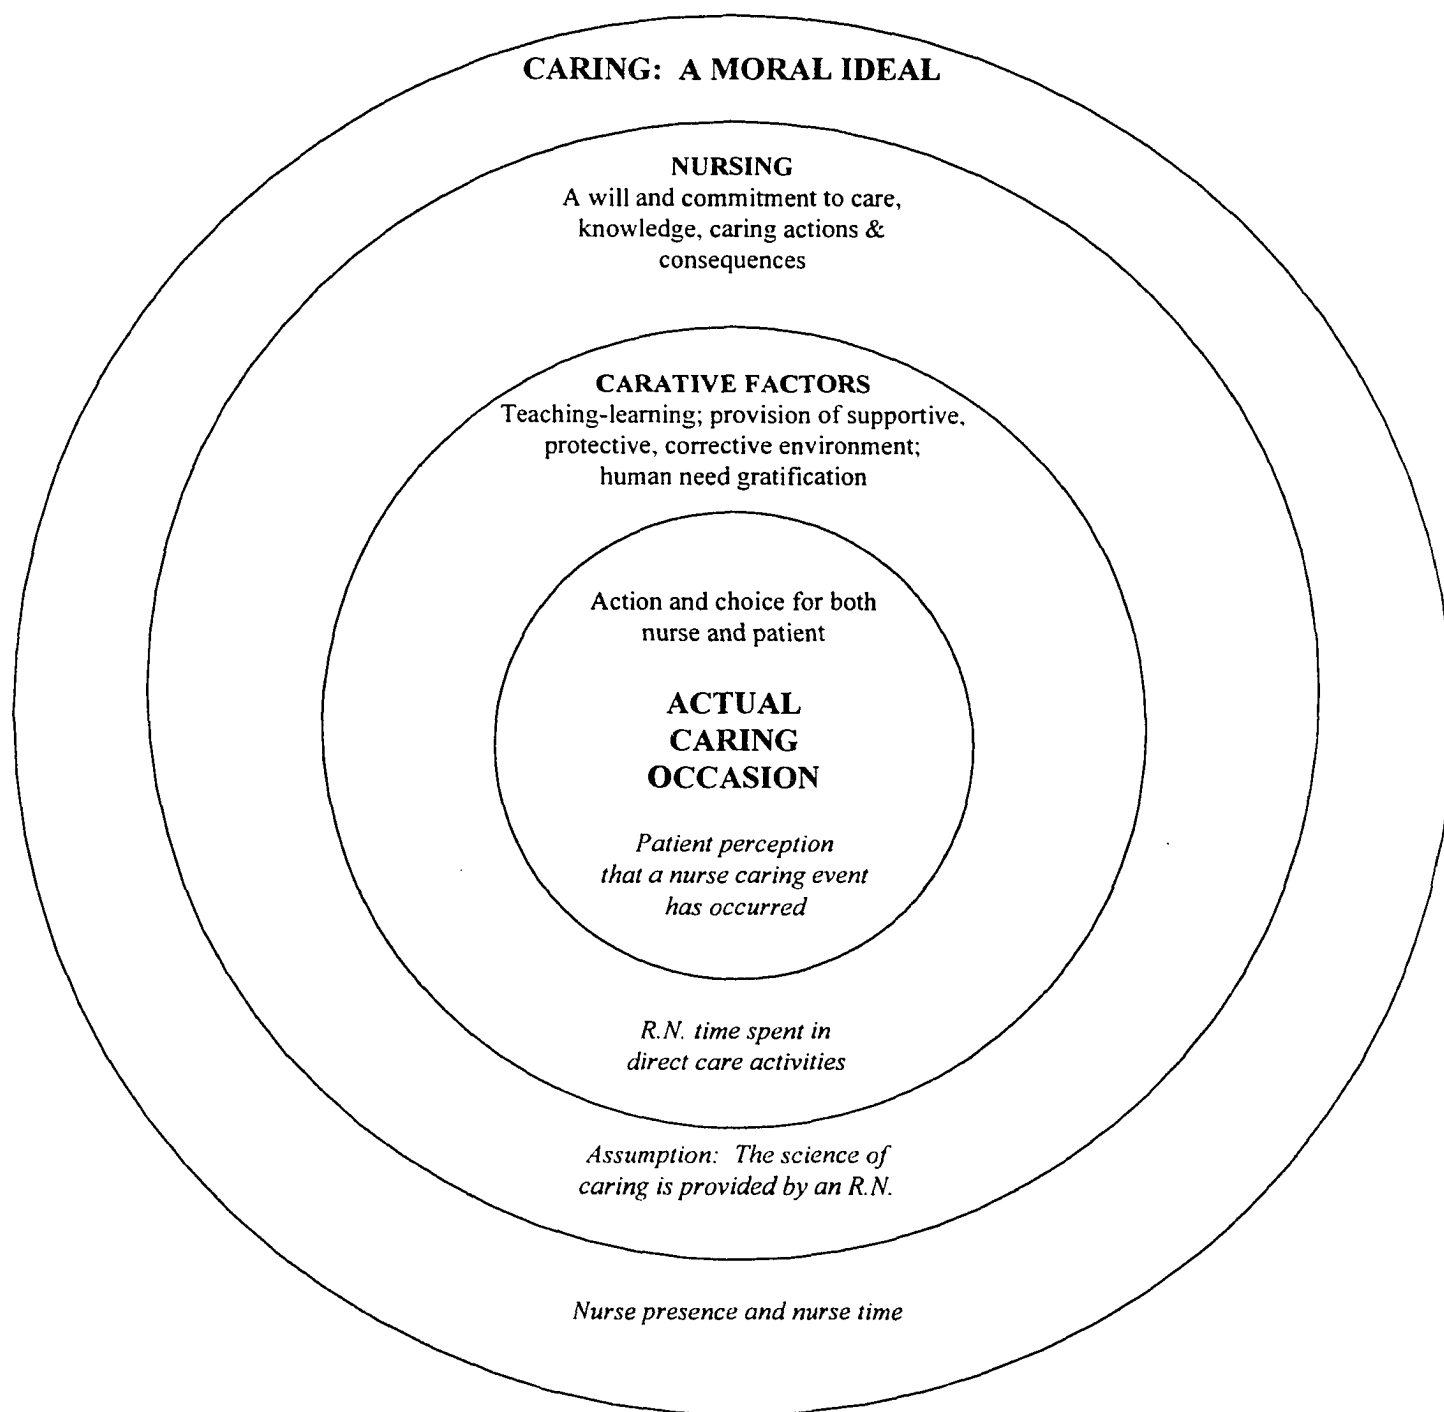 CARING: A MORAL IDEAL
NURSING
A will and commitment to care,
knowledge, caring actions &
consequences
CARATIVE FACTORS
Teaching-learning; provision of supportive,
protective, corrective environment;
human need gratification
Action and choice for both
nurse and patient
ACTUAL
CARING
OCCASION
Patient perception
that a nurse caring event
has occurred
R.N. time spent in
direct care activities
Assumption: The science of
caring is provided by an R.N.
Nurse presence and nurse time